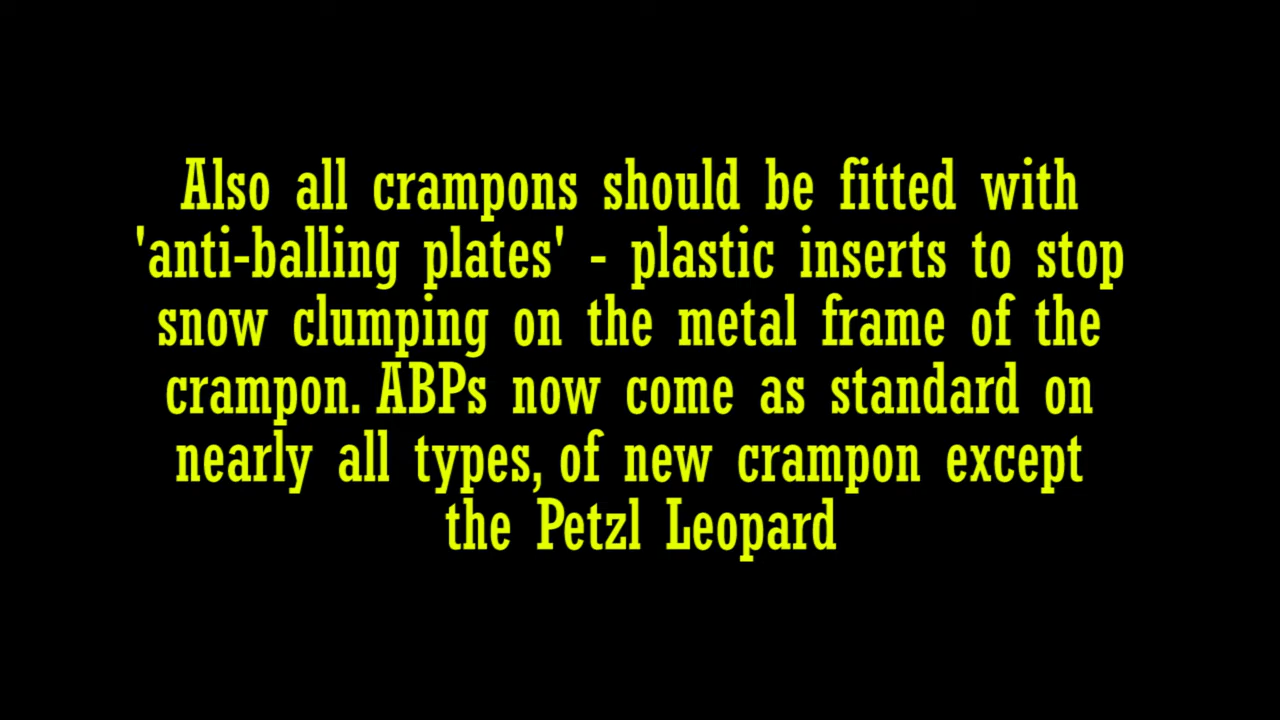 Also all crampons should be fitted with
'anti-balling plates' - plastic inserts to stop
snow clumping on the metal frame of the
crampon. ABPs now come as standard on
nearly all types, of new crampon except
the Petzl Leopard